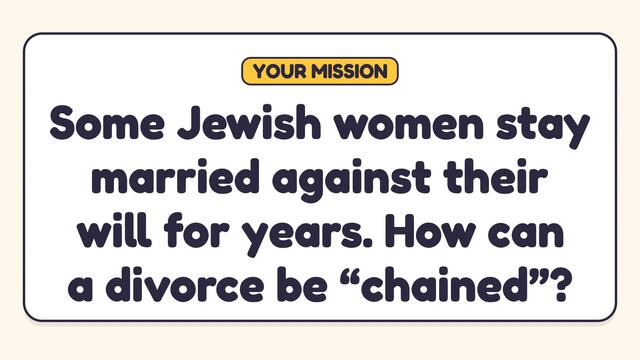 YOUR MISSION
Some Jewish women stay
married against their
will for years. How can
a divorce be “chained”?